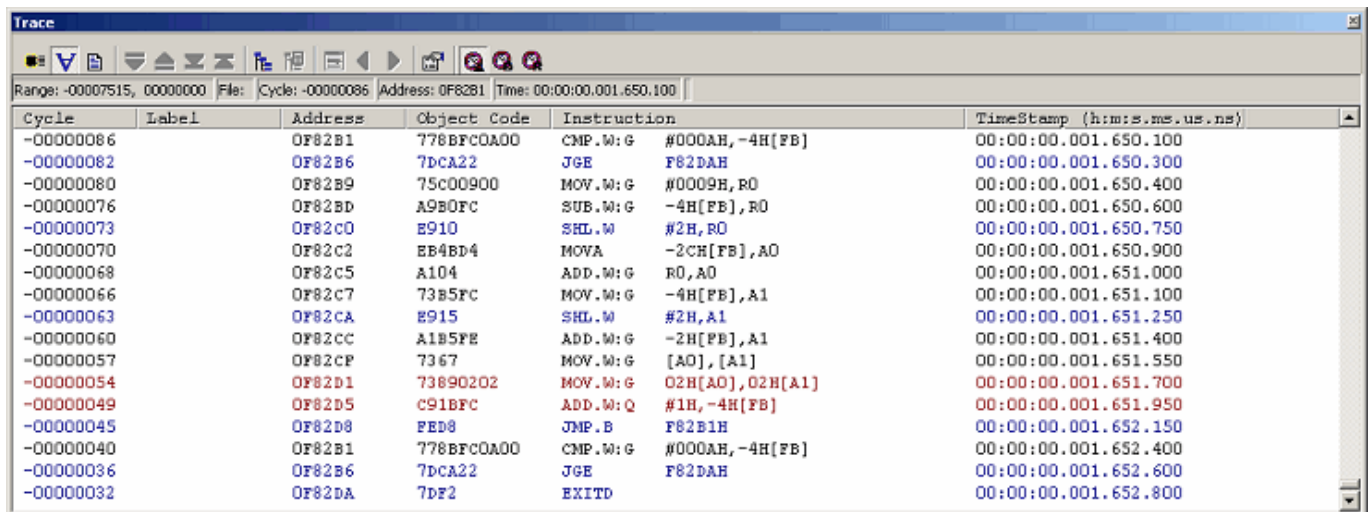 Trace
Range: -00007515, 00000000 File: Cycle: -00000086 Address: 0F82B1 Time: 00:00:00.001.650.100
Cycle Label Address Object Code Instruction TimeStamp (h:m:s.ms.us.ns)
-00000086 0F82B1 778BFC0A00 CMP.W:G #000AH,-4H[FB] 00:00:00.001.650.100
-00000082 0F82B6 7DCA22 JGE F82DAH 00:00:00.001.650.300
-00000080 0F82B9 75C00900 MOV.W:G #0009H,R0 00:00:00.001.650.400
-00000076 0F82BD A9B0FC SUB.W:G -4H[FB],R0 00:00:00.001.650.600
-00000073 0F82C0 E910 SHL.W #2H,R0 00:00:00.001.650.750
-00000070 0F82C2 EB4BD4 MOVA -2CH[FB],A0 00:00:00.001.650.900
-00000068 0F82C5 A104 ADD.W:G R0,A0 00:00:00.001.651.000
-00000066 0F82C7 73B5FC MOV.W:G -4H[FB],A1 00:00:00.001.651.100
-00000063 0F82CA E915 SHL.W #2H,A1 00:00:00.001.651.250
-00000060 0F82CC A1B5FE ADD.W:G -2H[FB],A1 00:00:00.001.651.400
-00000057 0F82CF 7367 MOV.W:G [A0],[A1] 00:00:00.001.651.550
-00000054 0F82D1 73890202 MOV.W:G 02H[A0],02H[A1] 00:00:00.001.651.700
-00000049 0F82D5 C91BFC ADD.W:Q #1H,-4H[FB] 00:00:00.001.651.950
-00000045 0F82D8 FED8 JMP.B F82B1H 00:00:00.001.652.150
-00000040 0F82B1 778BFC0A00 CMP.W:G #000AH,-4H[FB] 00:00:00.001.652.400
-00000036 0F82B6 7DCA22 JGE F82DAH 00:00:00.001.652.600
-00000032 0F82DA 7DF2 EXITD 00:00:00.001.652.800